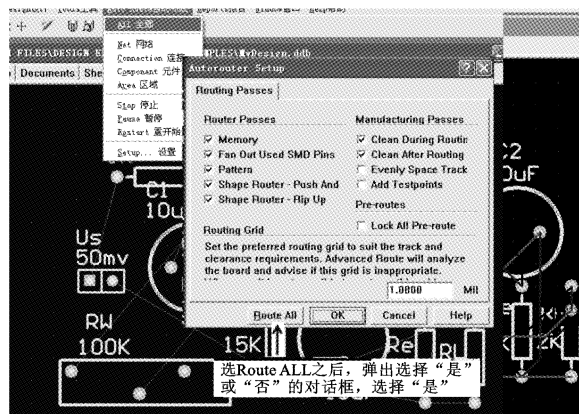 All 全部
FILES\DESIGN E
MPLES\MyDesign.ddb
Net 网络
Connection 连接
Component 元件
Area 区域
Documents
She
Stop 停止
Pause 暂停
Restart 重开始
Setup... 设置
Autorouter Setup
Routing Passes
Router Passes
Manufacturing Passes
Memory
Clean During Routin
Fan Out Used SMD Pins
Clean After Routing
Pattern
Evenly Space Track
Shape Router - Push And
Add Testpoints
Shape Router - Rip Up
Pre-routes
Lock All Pre-route
Routing Grid
Set the preferred routing grid to suit the track and
clearance requirements. Advanced Route will analyze
the board and advise if this grid is inappropriate.
1.0000 Mil
Route All
OK
Cancel
Help
C1
10u
C2
0uF
Us
50mv
RW
100K
15K
Re
RL
2K
选Route ALL之后，弹出选择“是”
或“否”的对话框，选择“是”